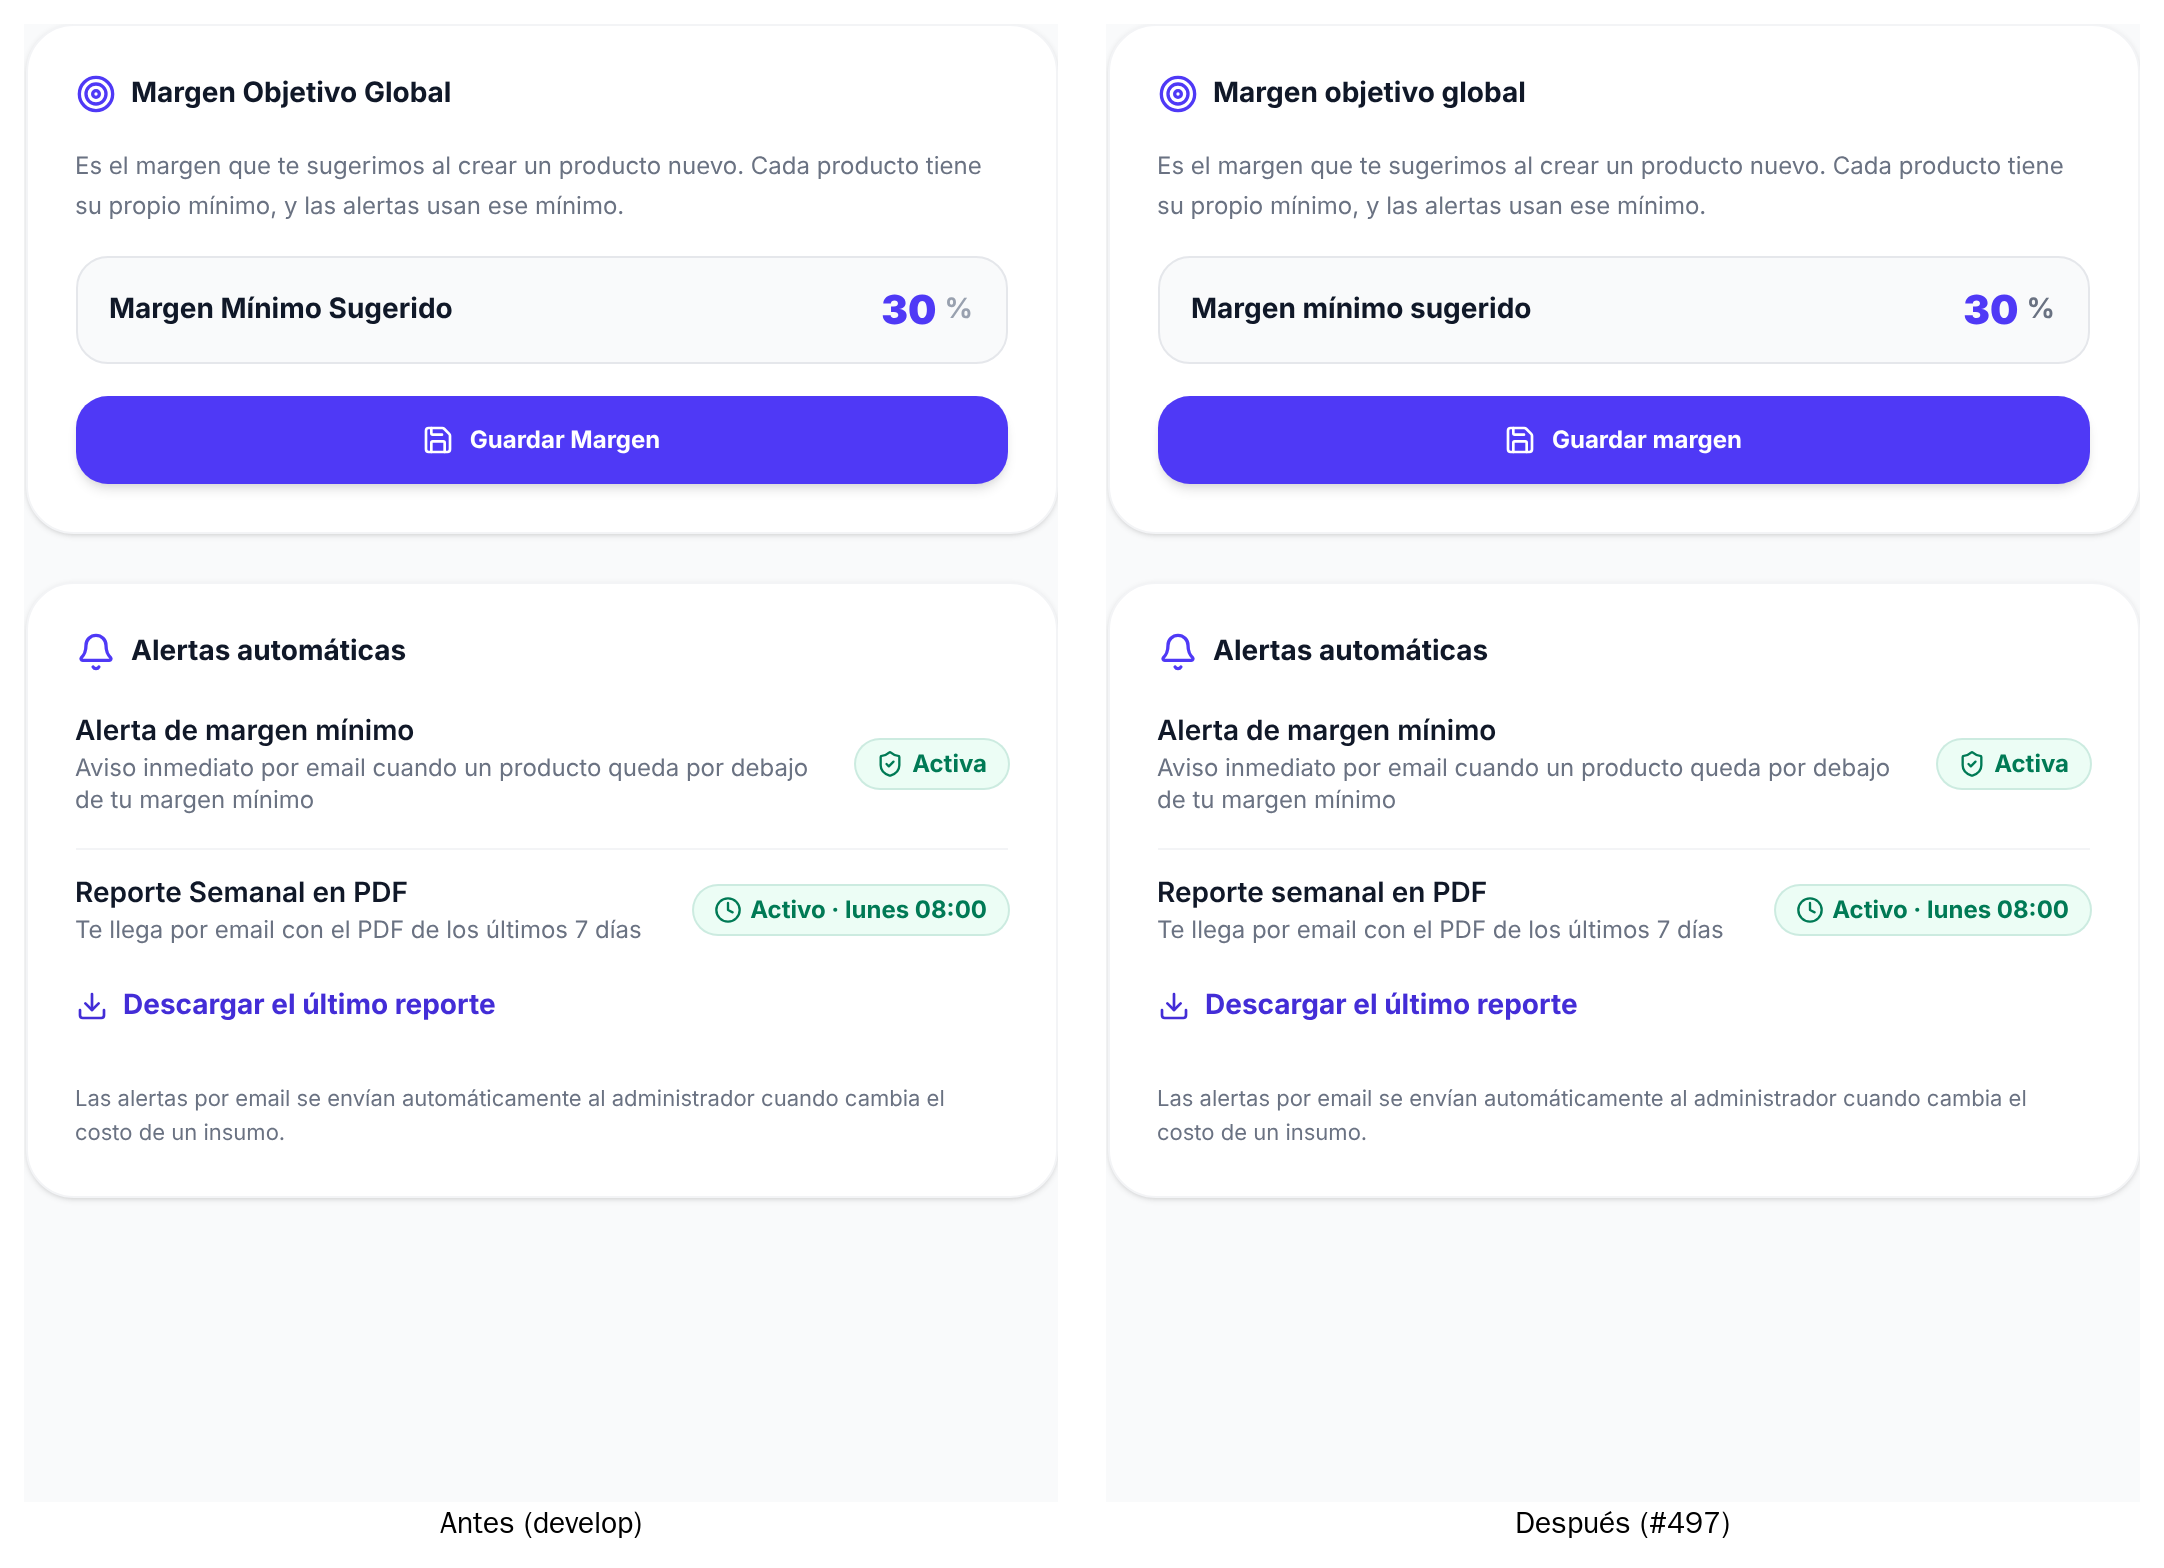 Margen Objetivo Global
Es el margen que te sugerimos al crear un producto nuevo. Cada producto tiene
su propio mínimo, y las alertas usan ese mínimo.
Margen Mínimo Sugerido
30 %
Guardar Margen
Alertas automáticas
Alerta de margen mínimo
Aviso inmediato por email cuando un producto queda por debajo
de tu margen mínimo
Activa
Reporte Semanal en PDF
Te llega por email con el PDF de los últimos 7 días
Activo · lunes 08:00
Descargar el último reporte
Las alertas por email se envían automáticamente al administrador cuando cambia el
costo de un insumo.
Antes (develop)
Margen objetivo global
Es el margen que te sugerimos al crear un producto nuevo. Cada producto tiene
su propio mínimo, y las alertas usan ese mínimo.
Margen mínimo sugerido
30 %
Guardar margen
Alertas automáticas
Alerta de margen mínimo
Aviso inmediato por email cuando un producto queda por debajo
de tu margen mínimo
Activa
Reporte semanal en PDF
Te llega por email con el PDF de los últimos 7 días
Activo · lunes 08:00
Descargar el último reporte
Las alertas por email se envían automáticamente al administrador cuando cambia el
costo de un insumo.
Después (#497)